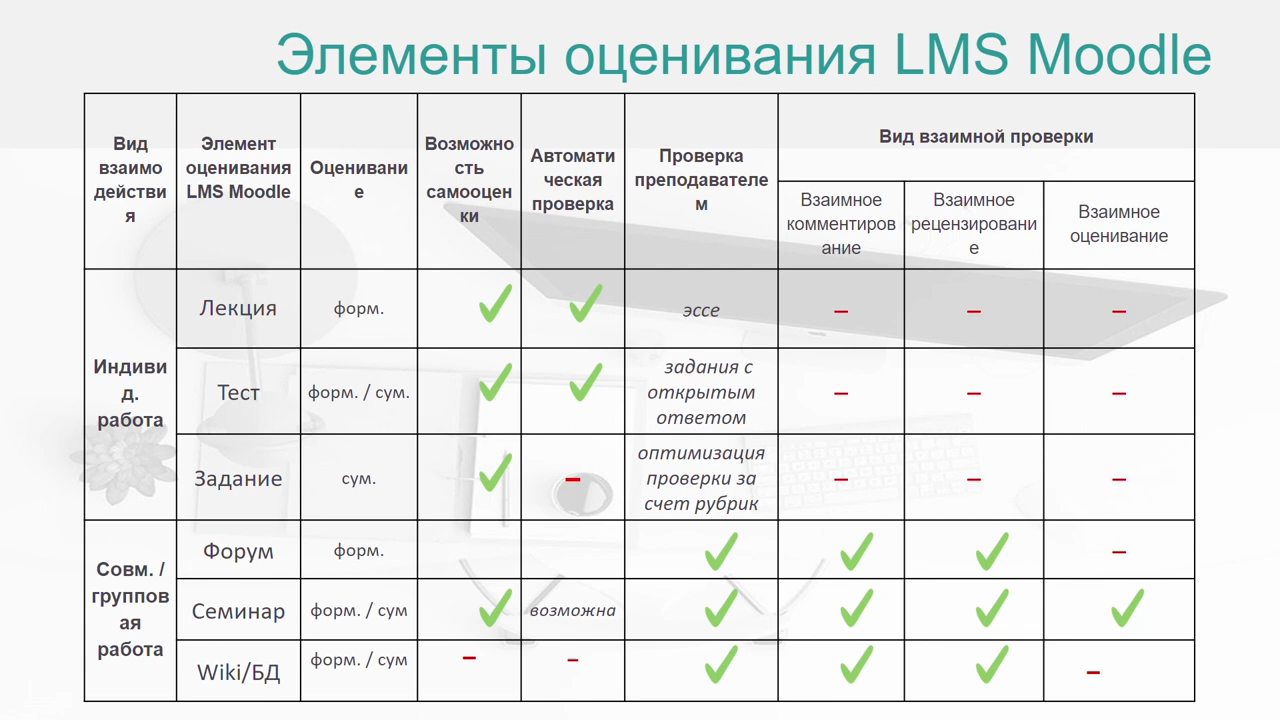 Элементы оценивания LMS Moodle
Вид
взаимо
действи
я
Элемент
оценивания
LMS Moodle
Оценивани
е
Возможно
сть
самооцен
ки
Автомати
ческая
проверка
Проверка
преподавателе
м
Вид взаимной проверки
Взаимное
комментиров
ание
Взаимное
рецензировани
е
Взаимное
оценивание
Индиви
д.
работа
Лекция
форм.
✓
✓
эссе
–
–
–
Тест
форм. / сум.
✓
✓
задания с
открытым
ответом
–
–
–
Задание
сум.
✓
–
оптимизация
проверки за
счет рубрик
–
–
–
Совм. /
группов
ая
работа
Форум
форм.
✓
✓
✓
–
Семинар
форм. / сум
✓
возможна
✓
✓
✓
✓
Wiki/БД
форм. / сум
–
–
✓
✓
✓
–